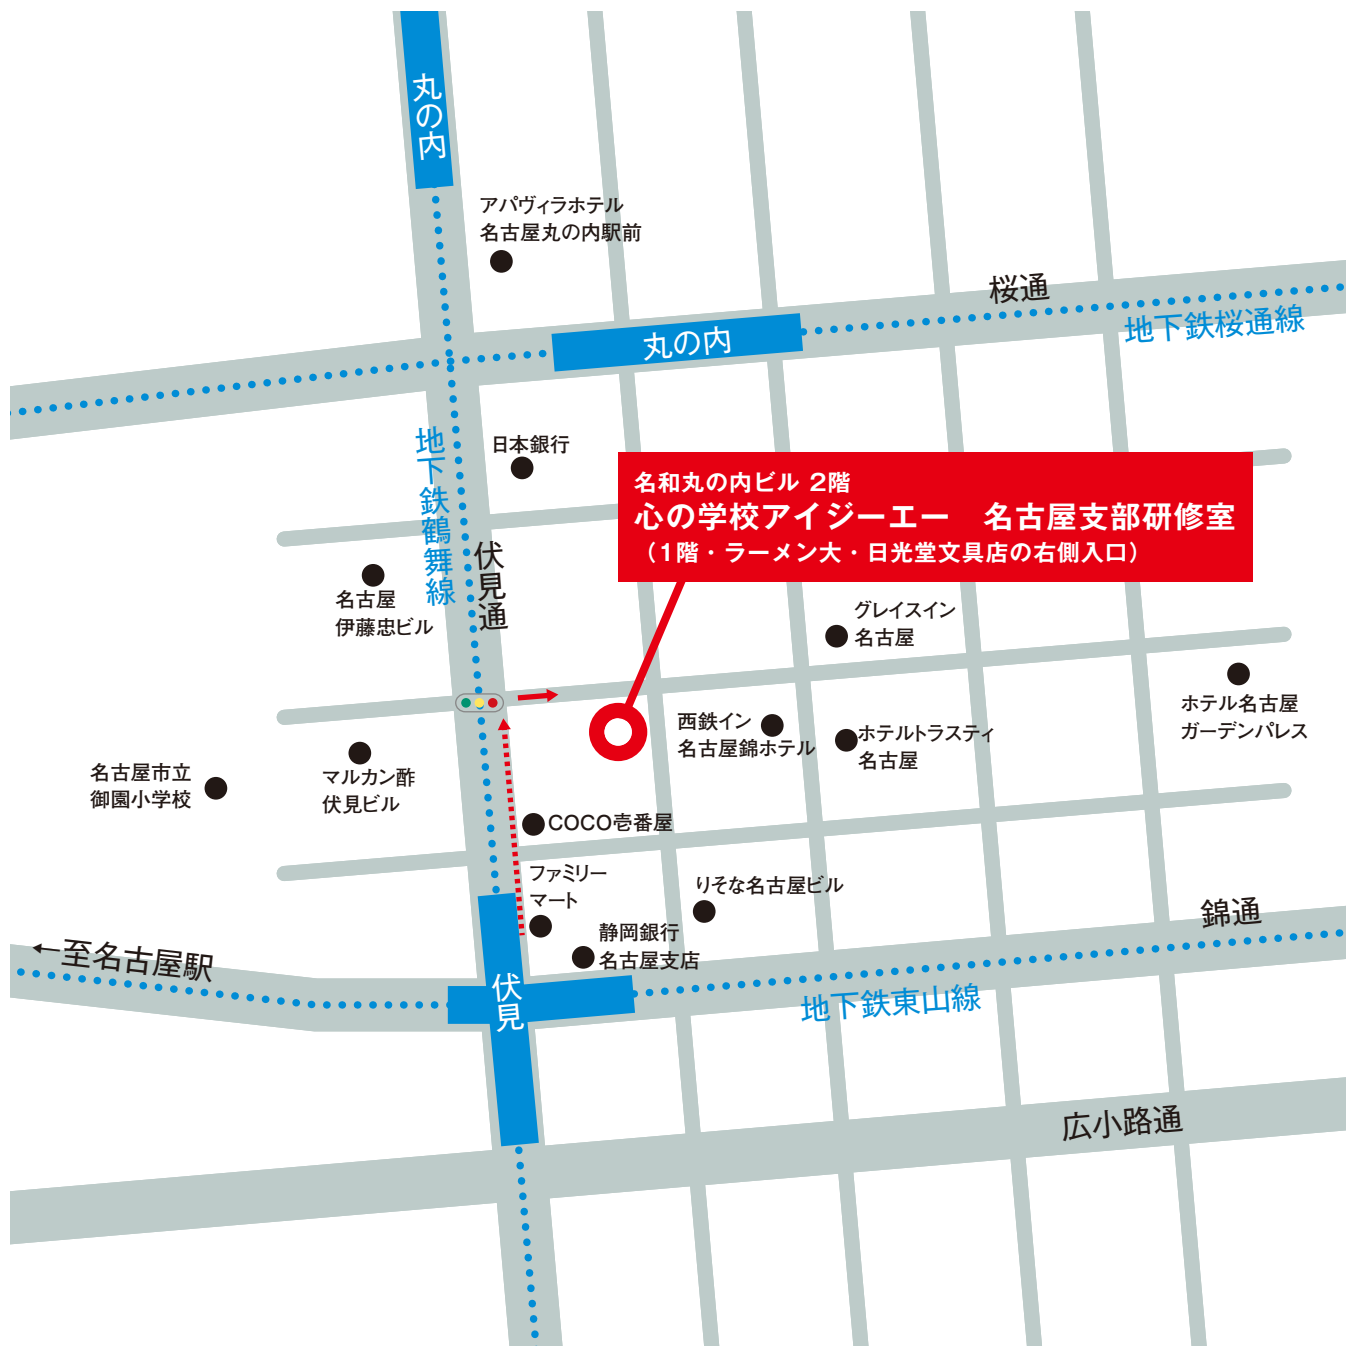 丸の内
アパヴィラホテル
名古屋丸の内駅前
桜通
地下鉄桜通線
丸の内
地下鉄鶴舞線
日本銀行
名和丸の内ビル 2階
心の学校アイジーエー　名古屋支部研修室
（1階・ラーメン大・日光堂文具店の右側入口）
伏見通
名古屋
伊藤忠ビル
グレイスイン
名古屋
ホテル名古屋
ガーデンパレス
西鉄イン
名古屋錦ホテル
ホテルトラスティ
名古屋
名古屋市立
御園小学校
マルカン酢
伏見ビル
COCO壱番屋
ファミリー
マート
りそな名古屋ビル
静岡銀行
名古屋支店
錦通
←至名古屋駅
伏見
地下鉄東山線
広小路通